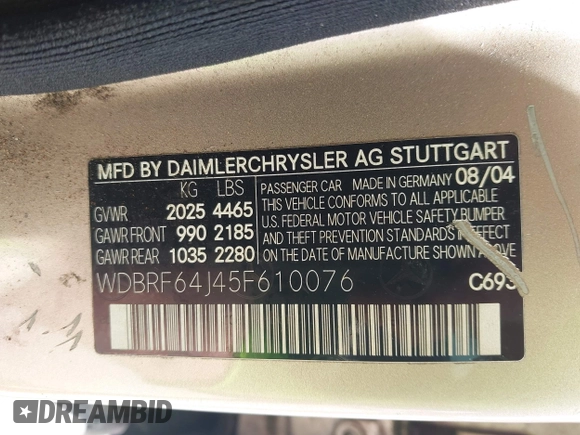 MFD BY DAIMLERCHRYSLER AG STUTTGART
KG LBS
GVWR 2025 4465
GAWR FRONT 990 2185
GAWR REAR 1035 2280
PASSENGER CAR MADE IN GERMANY 08/04
THIS VEHICLE CONFORMS TO ALL APPLICABLE
U.S. FEDERAL MOTOR VEHICLE SAFETY, BUMPER
AND THEFT PREVENTION STANDARDS IN EFFECT
ON THE DATE OF MANUFACTURE SHOWN ABOVE.
WDBRF64J45F610076
DREAMBID